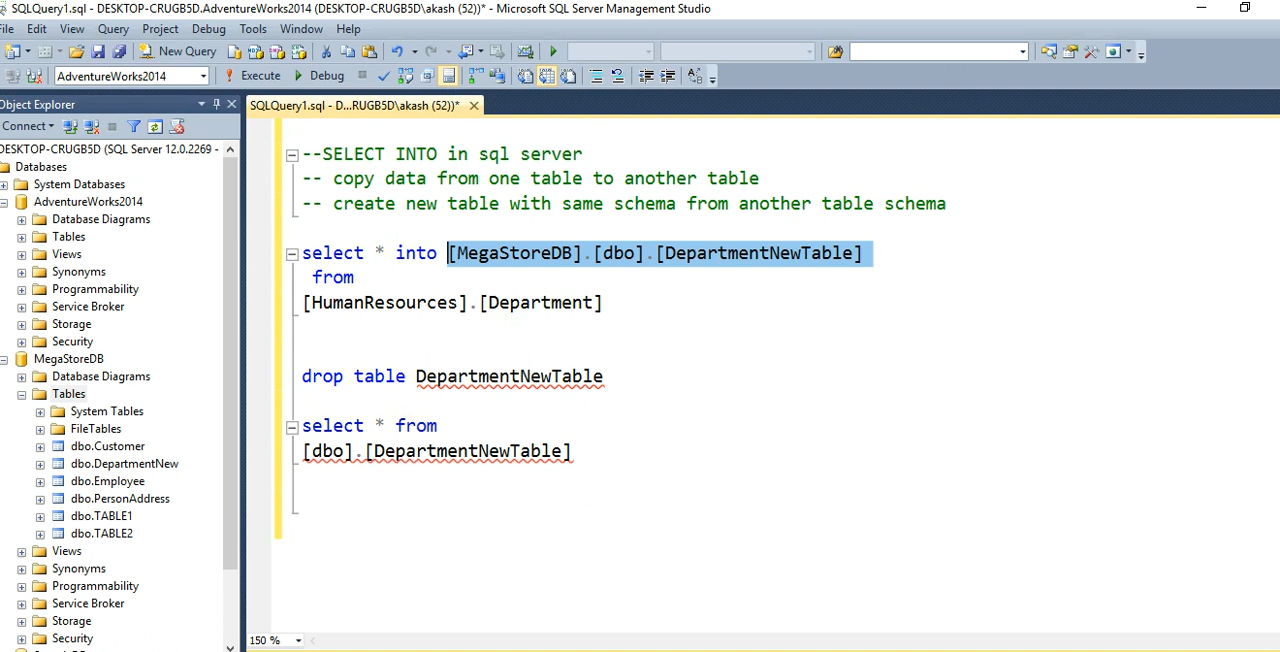 SQLQuery1.sql - DESKTOP-CRUGB5D.AdventureWorks2014 (DESKTOP-CRUGB5D\akash (52))* - Microsoft SQL Server Management Studio
File Edit View Query Project Debug Tools Window Help
New Query
AdventureWorks2014 Execute Debug
Object Explorer
SQLQuery1.sql - D...RUGB5D\akash (52))*
Connect
DESKTOP-CRUGB5D (SQL Server 12.0.2269 -
Databases
System Databases
AdventureWorks2014
Database Diagrams
Tables
Views
Synonyms
Programmability
Service Broker
Storage
Security
MegaStoreDB
Database Diagrams
Tables
System Tables
FileTables
dbo.Customer
dbo.DepartmentNew
dbo.Employee
dbo.PersonAddress
dbo.TABLE1
dbo.TABLE2
Views
Synonyms
Programmability
Service Broker
Storage
Security
--SELECT INTO in sql server
-- copy data from one table to another table
-- create new table with same schema from another table schema
select * into [MegaStoreDB].[dbo].[DepartmentNewTable]
from
[HumanResources].[Department]
drop table DepartmentNewTable
select * from
[dbo].[DepartmentNewTable]
150 %